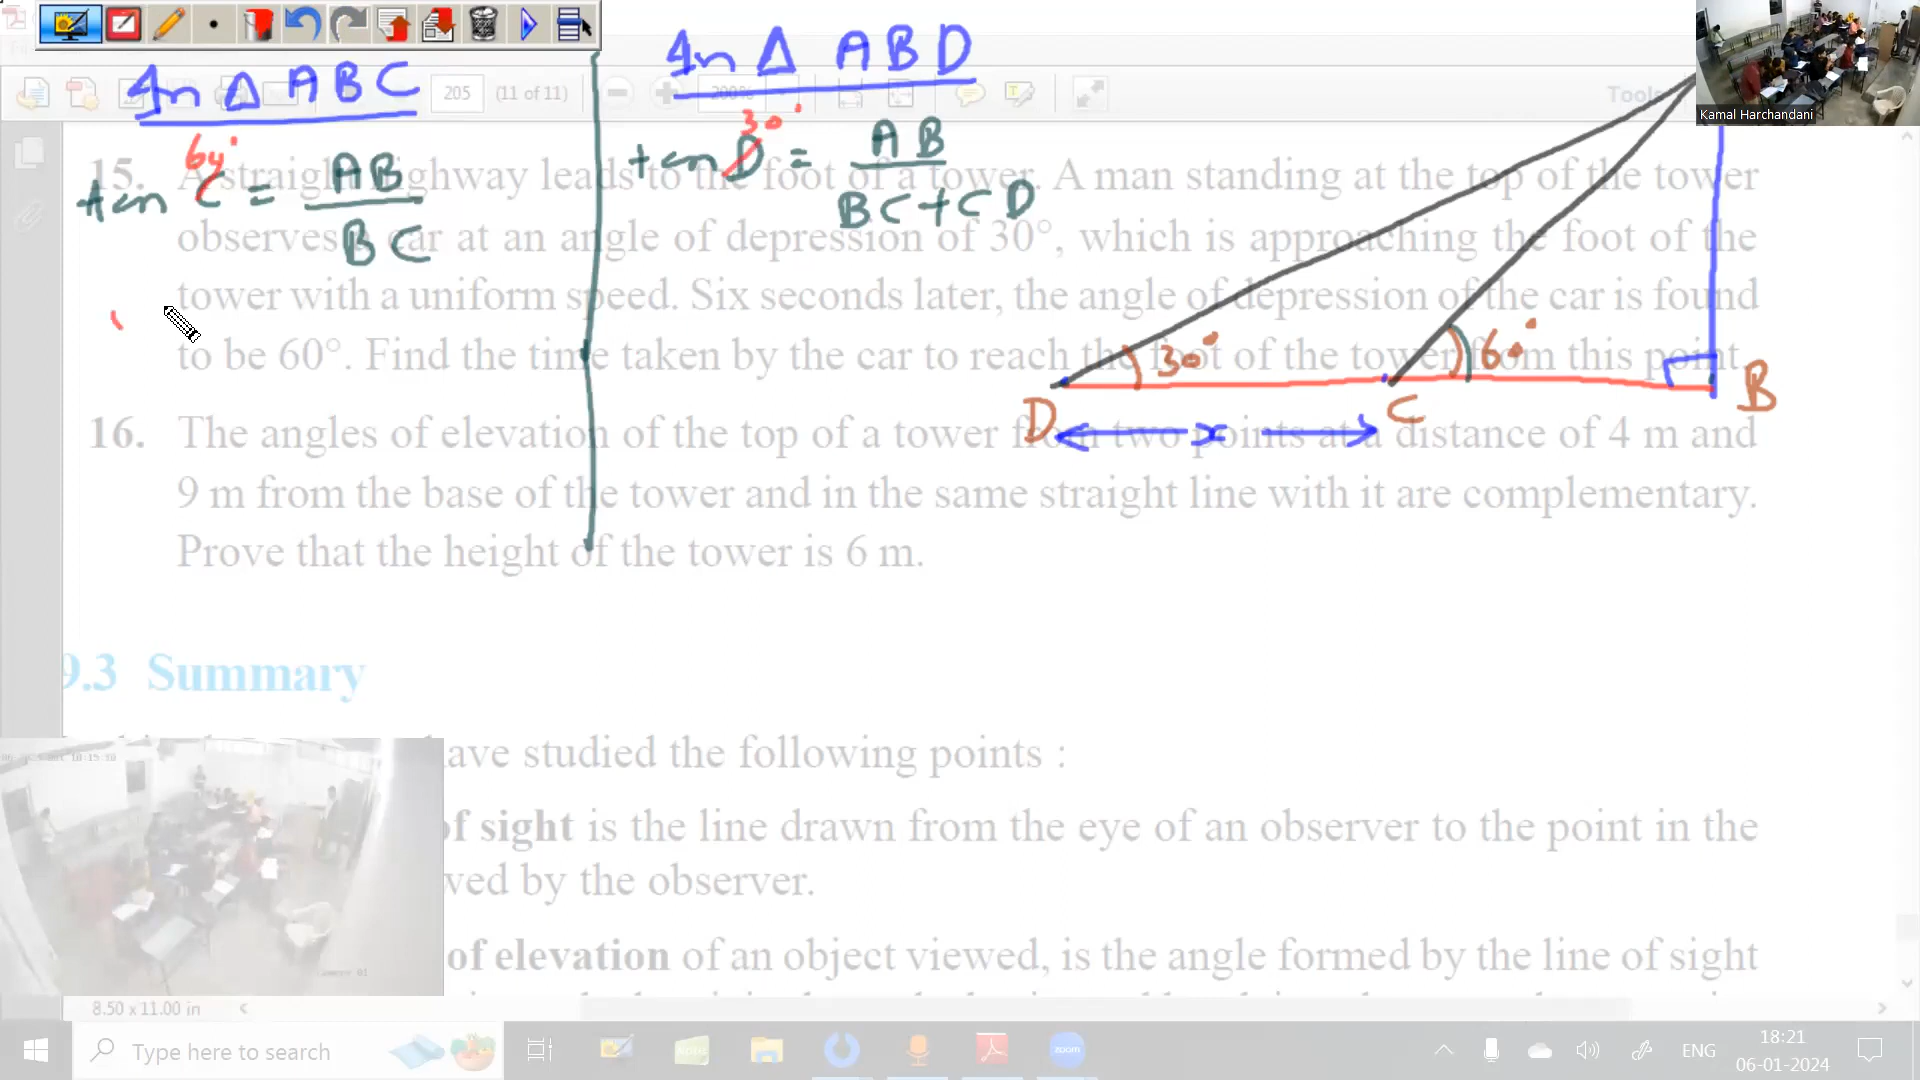 In Δ ABC
60°
tan C = AB
BC
In Δ ABD
30°
tan D = AB
BC+CD
205 (11 of 11)
200%
Tools
Kamal Harchandani
15. A straight highway leads to the foot of a tower. A man standing at the top of the tower
observes a car at an angle of depression of 30°, which is approaching the foot of the
tower with a uniform speed. Six seconds later, the angle of depression of the car is found
to be 60°. Find the time taken by the car to reach the foot of the tower from this point.
30°
60°
D
C
B
x
16. The angles of elevation of the top of a tower from two points at a distance of 4 m and
9 m from the base of the tower and in the same straight line with it are complementary.
Prove that the height of the tower is 6 m.
9.3 Summary
ave studied the following points :
of sight is the line drawn from the eye of an observer to the point in the
wed by the observer.
of elevation of an object viewed, is the angle formed by the line of sight
8.50 x 11.00 in
Type here to search
zoom
ENG
18:21
06-01-2024